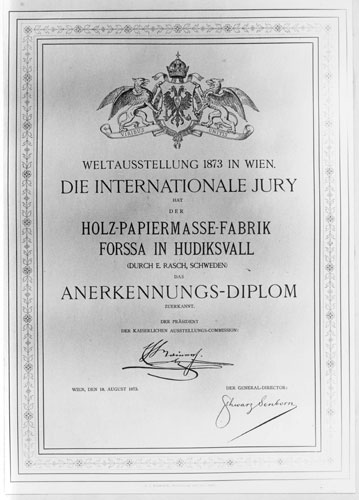 VIRIBUS UNITIS
WELTAUSSTELLUNG 1873 IN WIEN.
DIE INTERNATIONALE JURY
HAT
DER
HOLZ-PAPIERMASSE-FABRIK
FORSSA IN HUDIKSVALL
(DURCH E. RASCH, SCHWEDEN)
DAS
ANERKENNUNGS-DIPLOM
ZUERKANNT.
DER PRÄSIDENT
DER KAISERLICHEN AUSSTELLUNGS-COMMISSION:
WIEN, DEN 18. AUGUST 1873.
DER GENERAL-DIRECTOR:
Schwarz Senborn